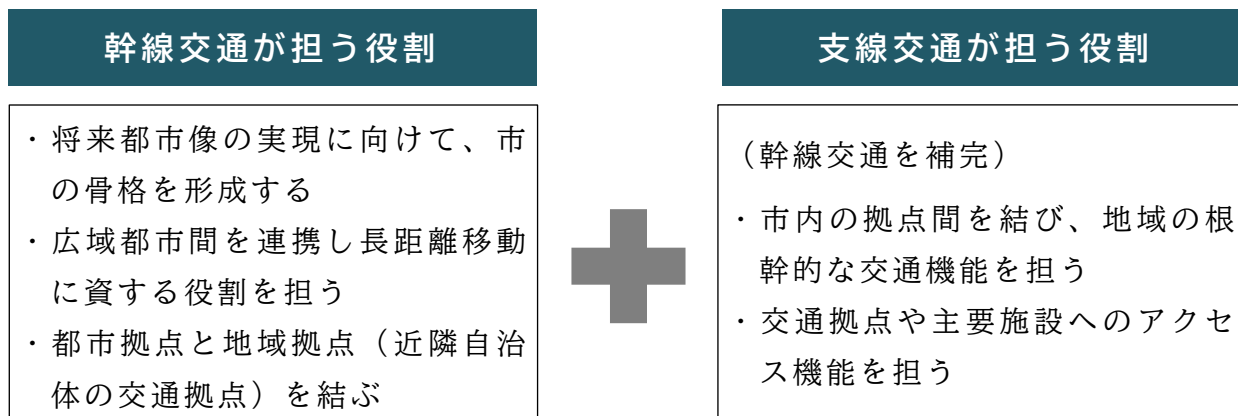 幹線交通が担う役割
・将来都市像の実現に向けて、市
の骨格を形成する
・広域都市間を連携し長距離移動
に資する役割を担う
・都市拠点と地域拠点（近隣自治
体の交通拠点）を結ぶ
支線交通が担う役割
（幹線交通を補完）
・市内の拠点間を結び、地域の根
幹的な交通機能を担う
・交通拠点や主要施設へのアクセ
ス機能を担う